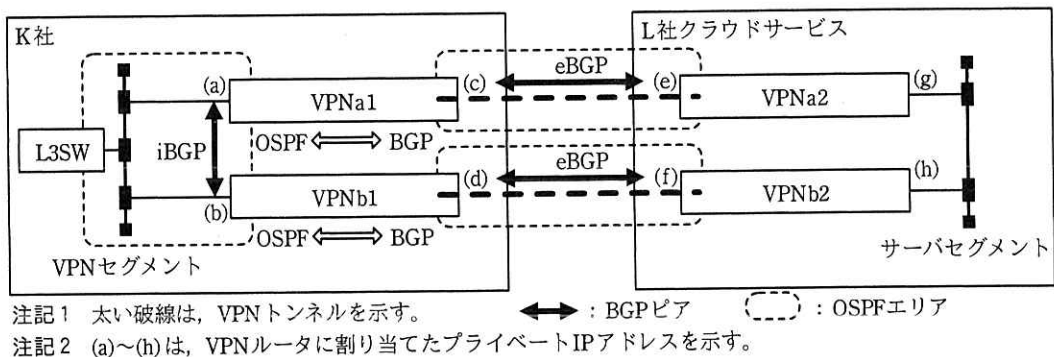 K社
L社クラウドサービス
(a)
VPNa1
(c)
eBGP
(e)
VPNa2
(g)
L3SW
iBGP
OSPF
BGP
(b)
VPNb1
(d)
eBGP
(f)
VPNb2
(h)
OSPF
BGP
VPNセグメント
サーバセグメント
注記1 太い破線は，VPNトンネルを示す。
：BGPピア
：OSPFエリア
注記2 (a)～(h)は，VPNルータに割り当てたプライベートIPアドレスを示す。